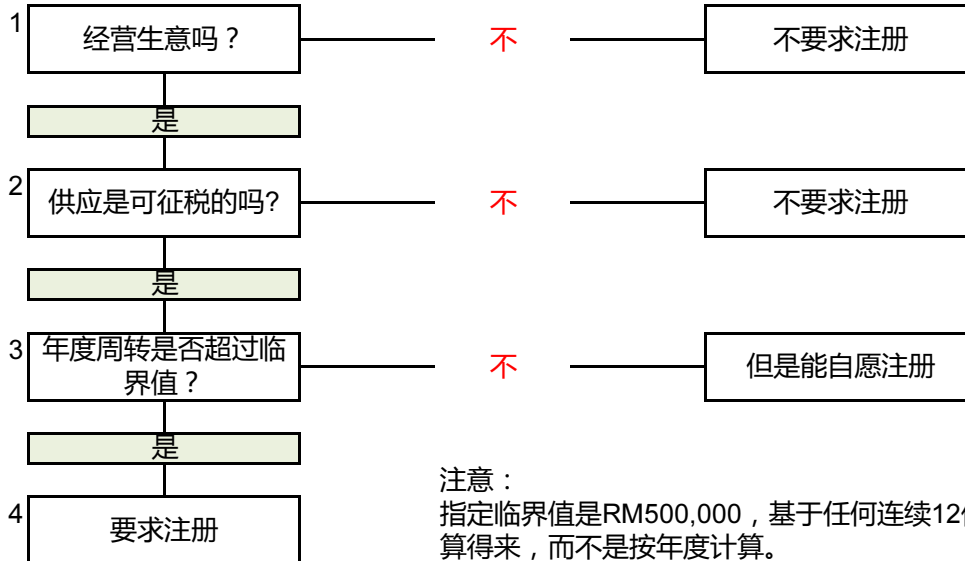 1
经营生意吗？
不
不要求注册
是
2
供应是可征税的吗?
不
不要求注册
是
3
年度周转是否超过临
界值？
不
但是能自愿注册
是
4
要求注册
注意：
指定临界值是RM500,000，基于任何连续12
算得来，而不是按年度计算。